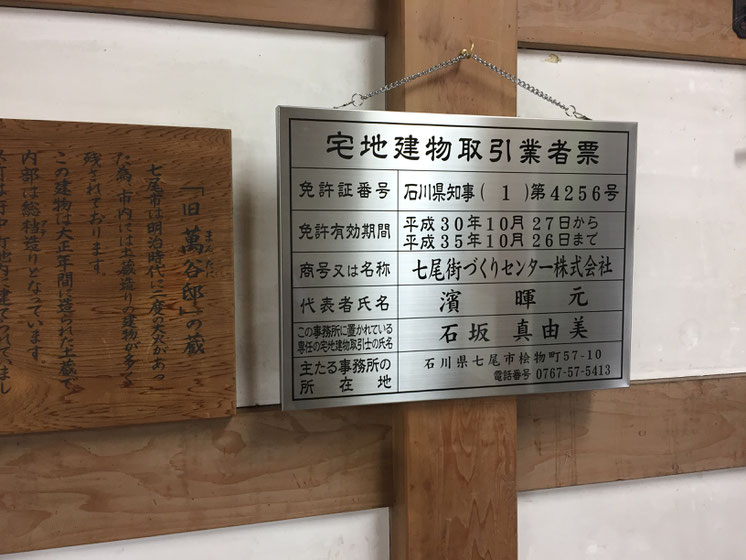 宅地建物取引業者票
免許証番号 石川県知事(1)第4256号
免許有効期間 平成30年10月27日から
平成35年10月26日まで
商号又は名称 七尾街づくりセンター株式会社
代表者氏名 濱 暉元
この事務所に置かれている
専任の宅地建物取引士の氏名 石坂 真由美
主たる事務所の
所在地 石川県七尾市桧物町57-10
電話番号 0767-57-5413
「旧 萬谷邸」の蔵
七尾市は明治時代に二度の大火があっ
た為、市内には土蔵造りの建物が多く
残されております。
この建物は大正年間に造られた土蔵で
内部は総档造りとなっています。